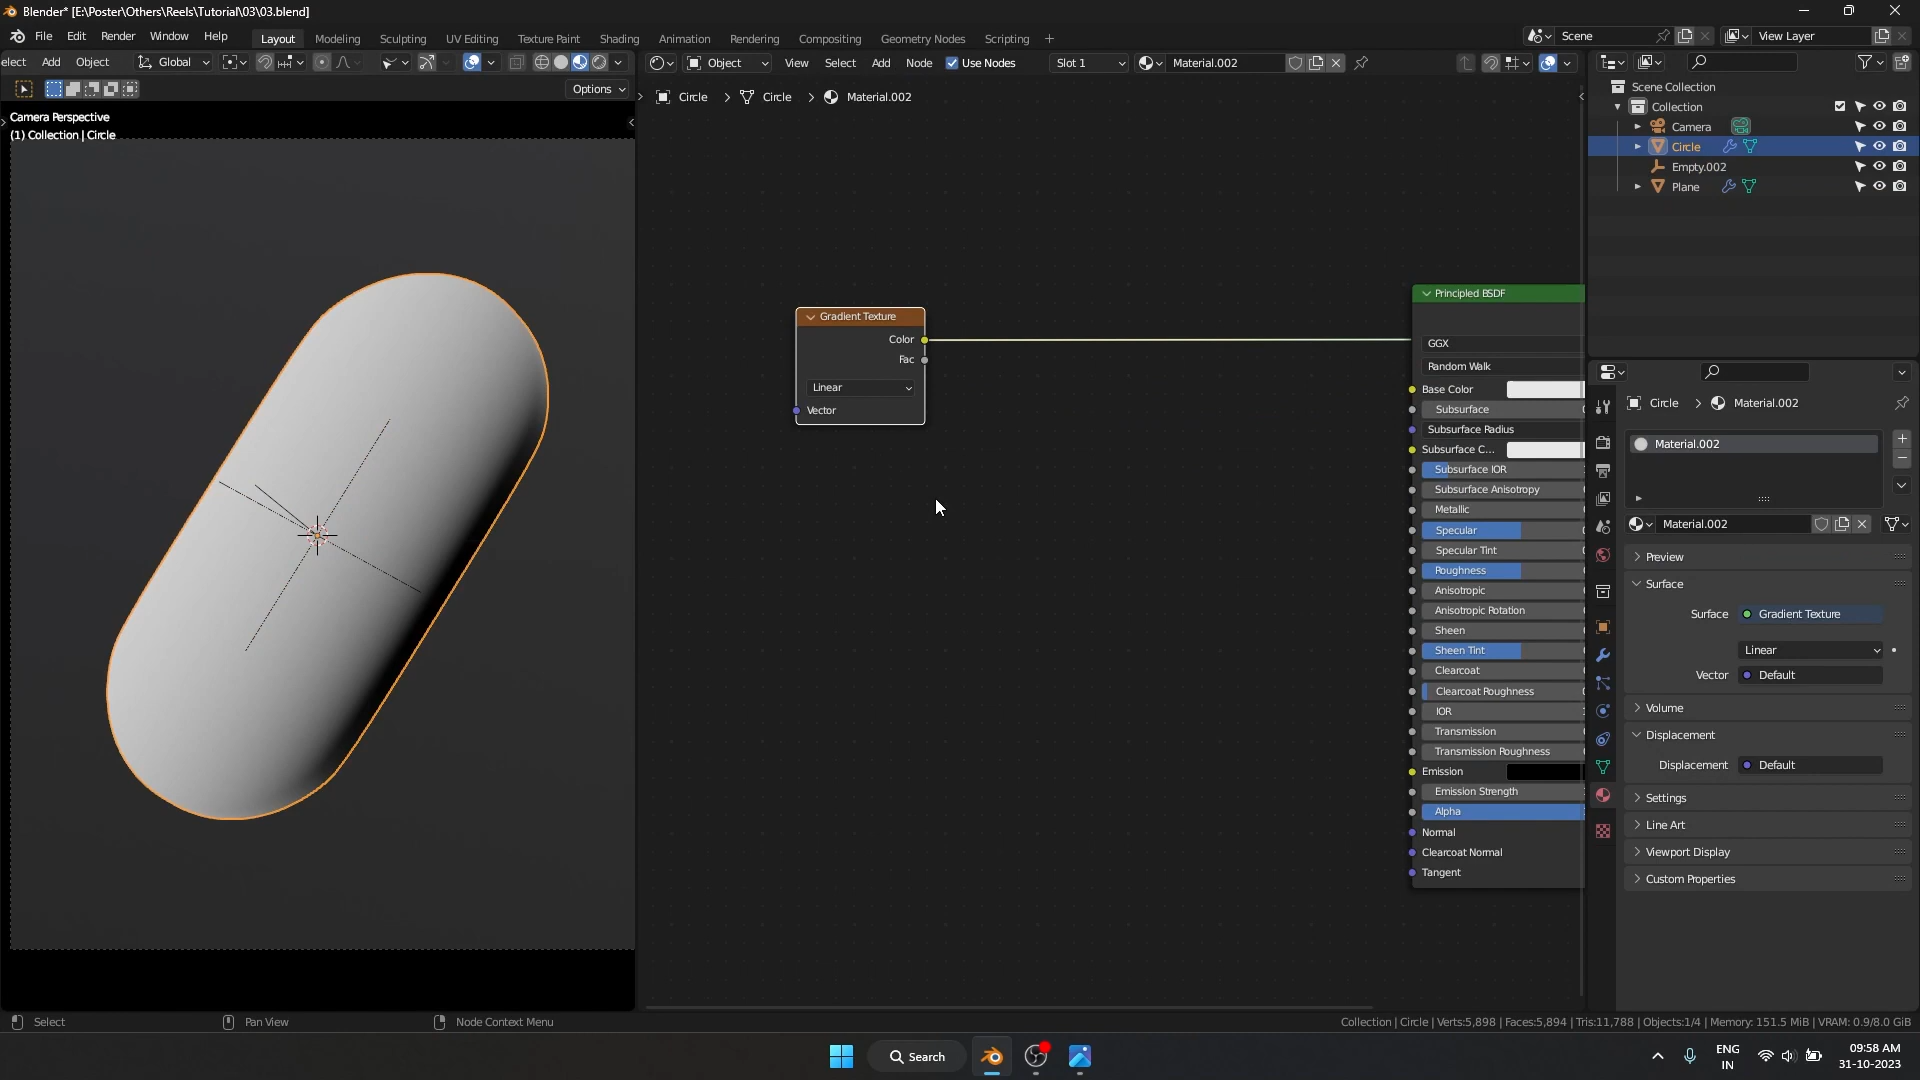 Blender* [E:\Poster\Others\Reels\Tutorial\03\03.blend]
File Edit Render Window Help Layout Modeling Sculpting UV Editing Texture Paint Shading Animation Rendering Compositing Geometry Nodes Scripting + Scene View Layer
elect Add Object Global Object View Select Add Node Use Nodes Slot 1 Material.002
Options
Circle > Circle > Material.002
Camera Perspective
(1) Collection | Circle
Scene Collection
Collection
Camera
Circle
Empty.002
Plane
Gradient Texture
Color
Fac
Linear
Vector
Principled BSDF
GGX
Random Walk
Base Color
Subsurface
Subsurface Radius
Subsurface C...
Subsurface IOR
Subsurface Anisotropy
Metallic
Specular
Specular Tint
Roughness
Anisotropic
Anisotropic Rotation
Sheen
Sheen Tint
Clearcoat
Clearcoat Roughness
IOR
Transmission
Transmission Roughness
Emission
Emission Strength
Alpha
Normal
Clearcoat Normal
Tangent
Circle > Material.002
Material.002
Material.002
Preview
Surface
Surface Gradient Texture
Linear
Vector Default
Volume
Displacement
Displacement Default
Settings
Line Art
Viewport Display
Custom Properties
Select Pan View Node Context Menu Collection | Circle | Verts:5,898 | Faces:5,894 | Tris:11,788 | Objects:1/4 | Memory: 151.5 MiB | VRAM: 0.9/8.0 GiB
Search
ENG
IN
09:58 AM
31-10-2023